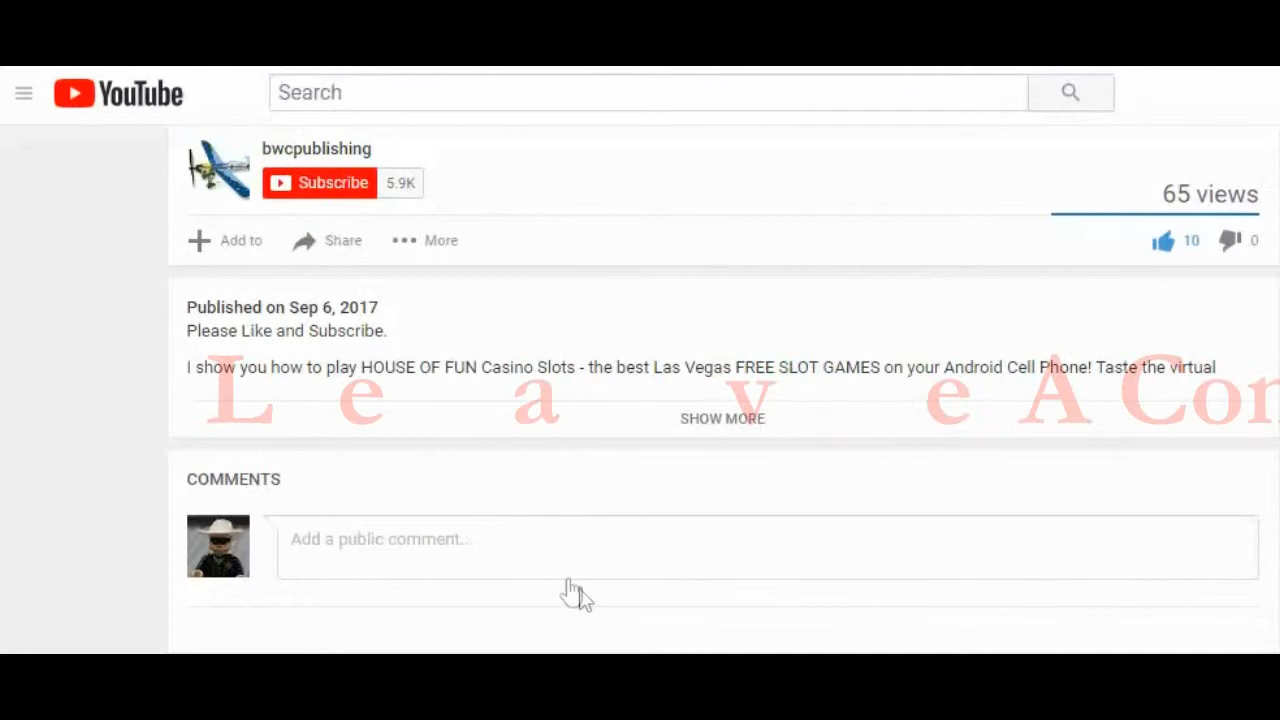 YouTube
Search
bwcpublishing
Subscribe 5.9K
65 views
Add to Share More
10 0
Published on Sep 6, 2017
Please Like and Subscribe.
I show you how to play HOUSE OF FUN Casino Slots - the best Las Vegas FREE SLOT GAMES on your Android Cell Phone! Taste the virtual
Leave A Com
SHOW MORE
COMMENTS
Add a public comment...